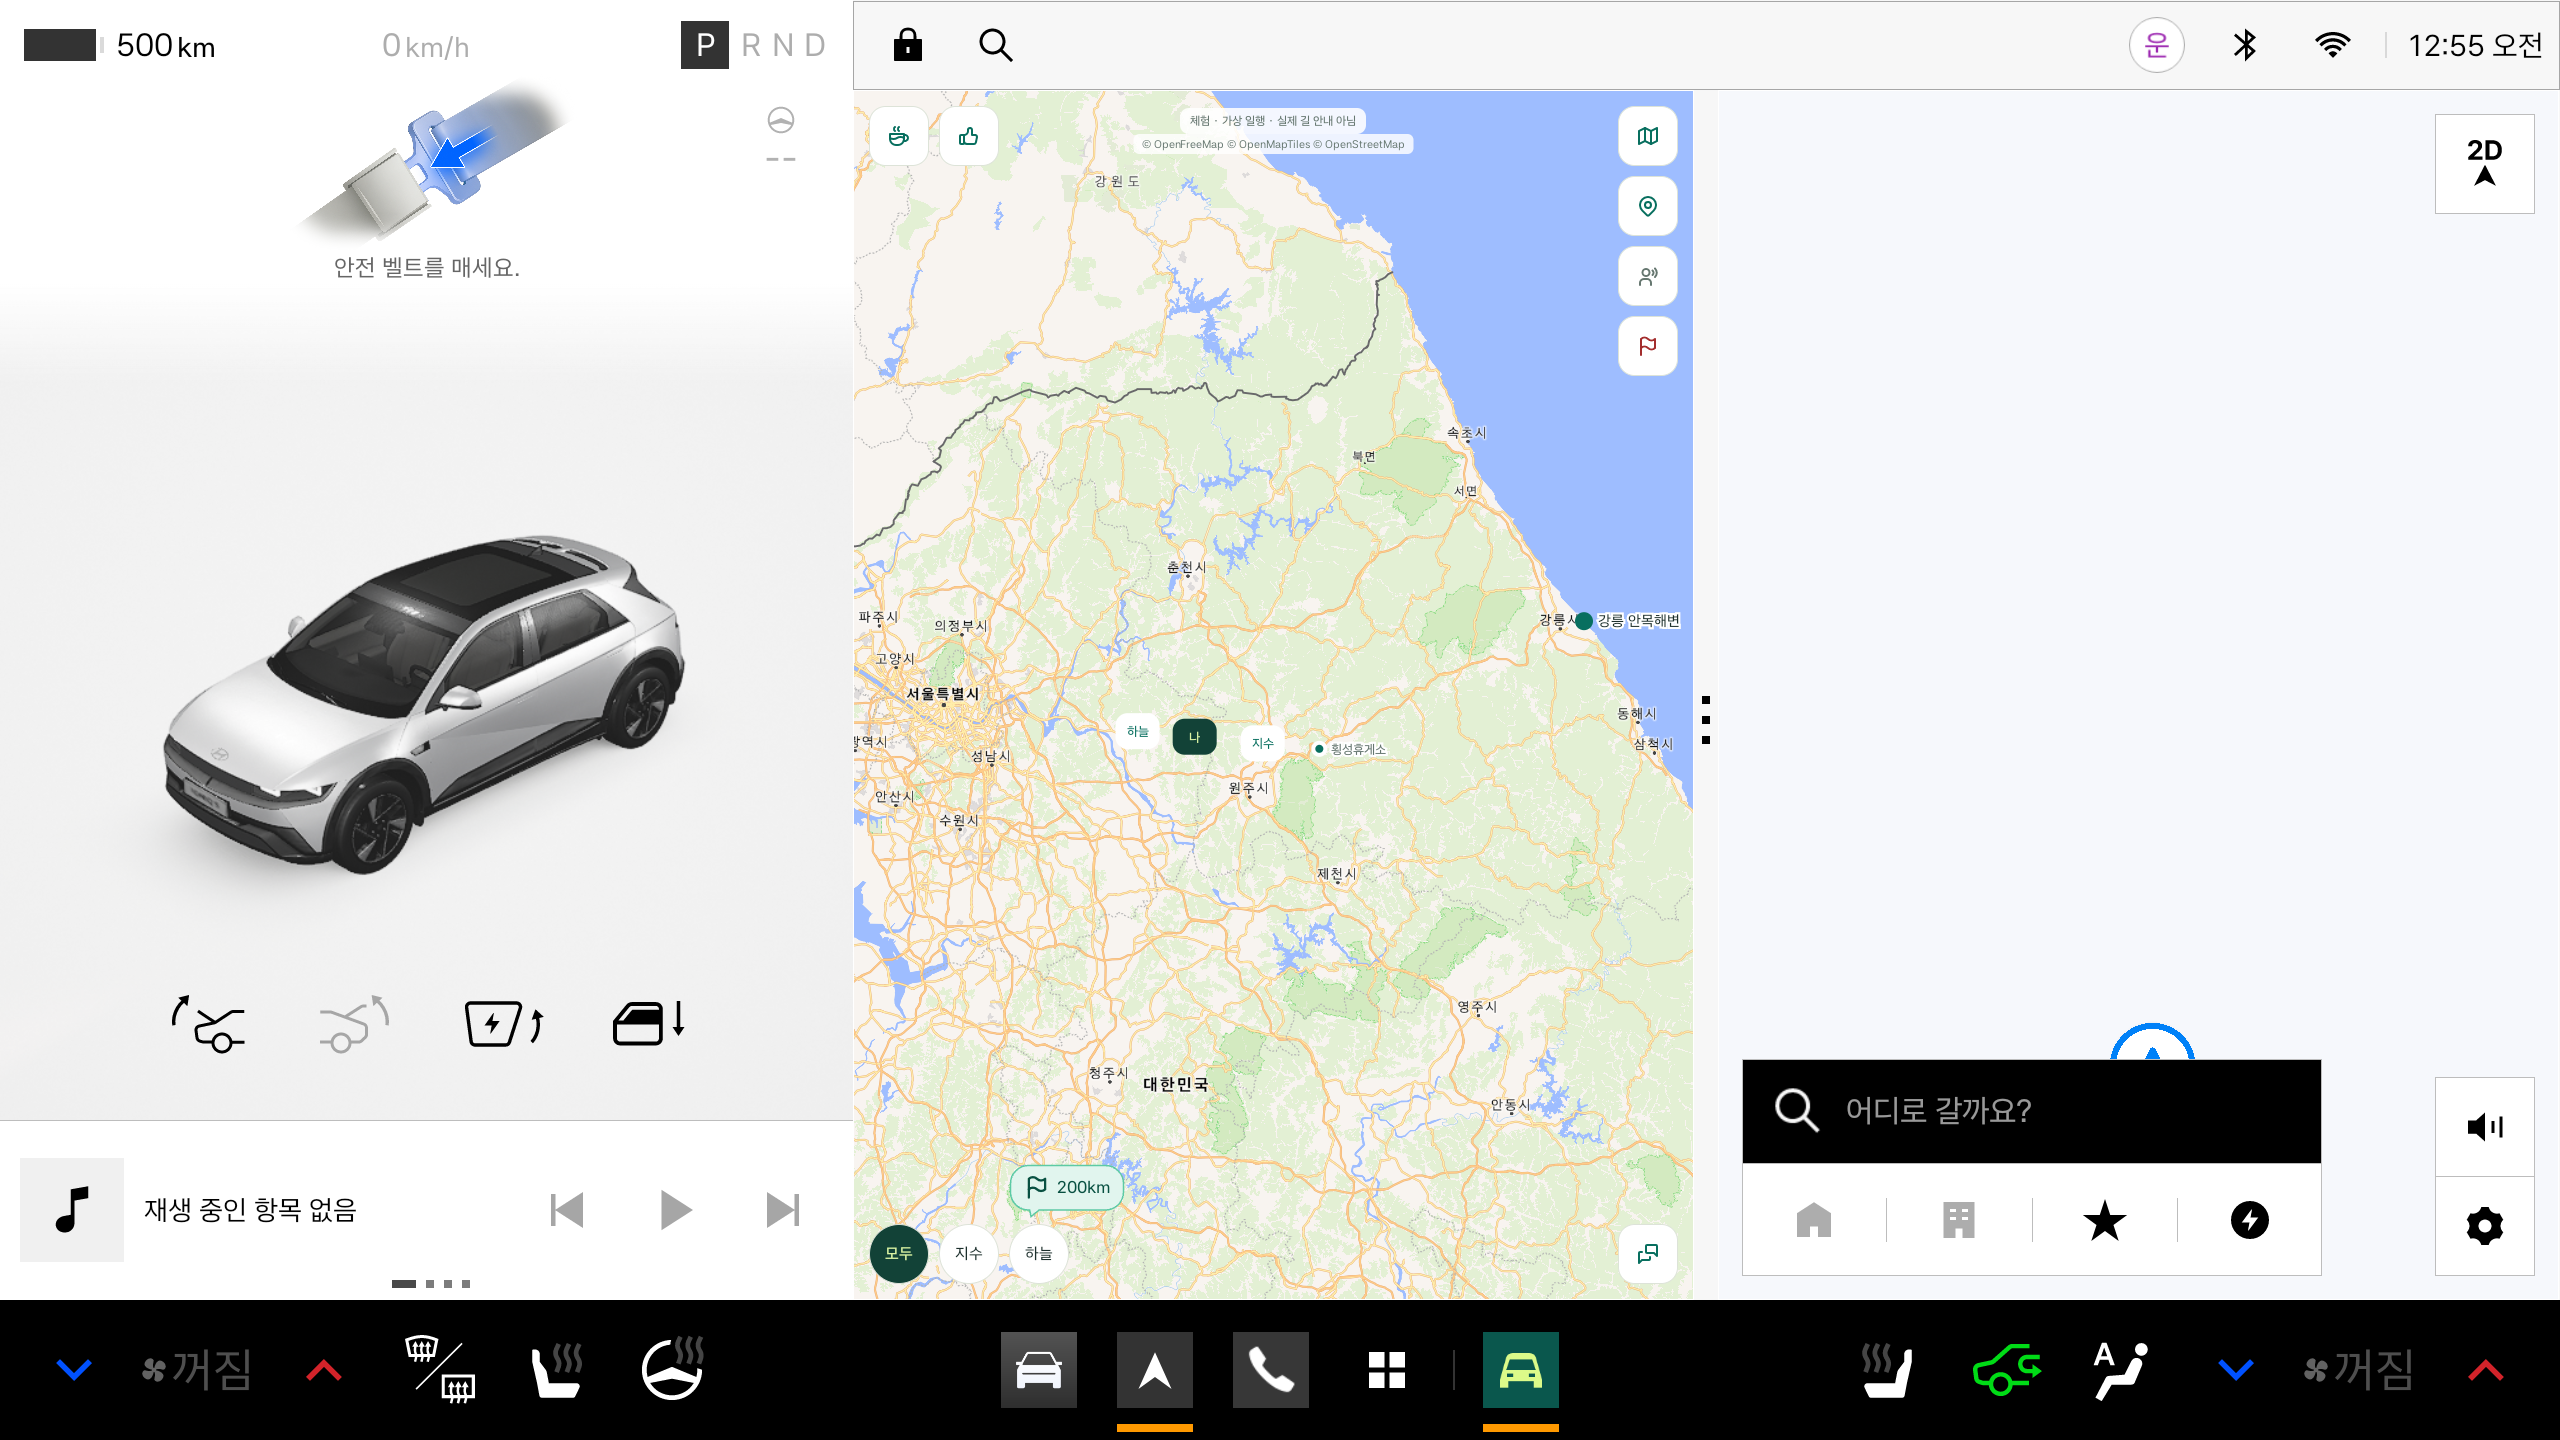 500 km
0 km/h
P R N D
안전 벨트를 매세요.
재생 중인 항목 없음
운
12:55 오전
체험 · 가상 일행 · 실제 길 안내 아님
© OpenFreeMap © OpenMapTiles © OpenStreetMap
강원도
속초시
북면
서면
춘천시
파주시
의정부시
강릉시
강릉 안목해변
고양시
서울특별시
동해시
하늘
나
지수
횡성휴게소
삼척시
성남시
원주시
안산시
수원시
제천시
영주시
청주시
대한민국
안동시
200km
모두
지수
하늘
2D
어디로 갈까요?
꺼짐
A
꺼짐